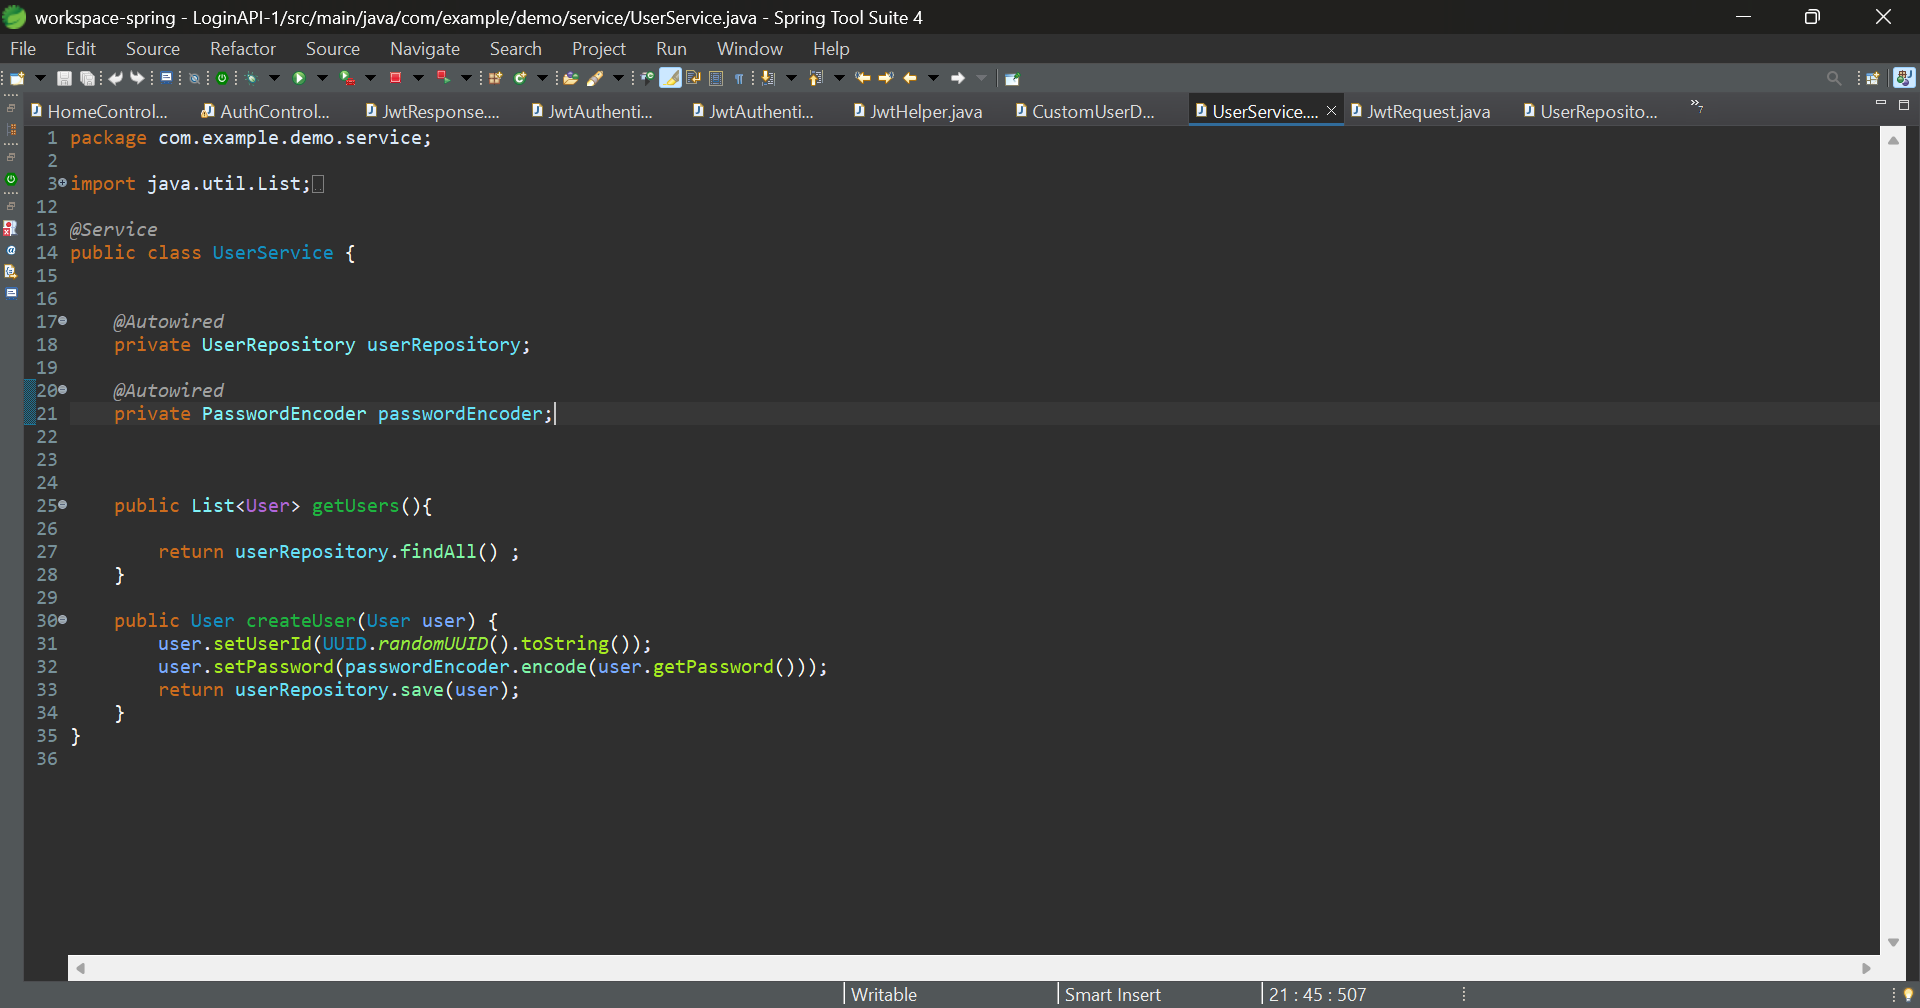 workspace-spring - LoginAPI-1/src/main/java/com/example/demo/service/UserService.java - Spring Tool Suite 4
File Edit Source Refactor Source Navigate Search Project Run Window Help
HomeControl... AuthControl... JwtResponse.... JwtAuthenti... JwtAuthenti... JwtHelper.java CustomUserD... UserService.... JwtRequest.java UserReposito... »7
1 package com.example.demo.service;
2
3 import java.util.List;
12
13 @Service
14 public class UserService {
15
16
17 @Autowired
18 private UserRepository userRepository;
19
20 @Autowired
21 private PasswordEncoder passwordEncoder;
22
23
24
25 public List<User> getUsers(){
26
27 return userRepository.findAll() ;
28 }
29
30 public User createUser(User user) {
31 user.setUserId(UUID.randomUUID().toString());
32 user.setPassword(passwordEncoder.encode(user.getPassword()));
33 return userRepository.save(user);
34 }
35 }
36
Writable Smart Insert 21 : 45 : 507